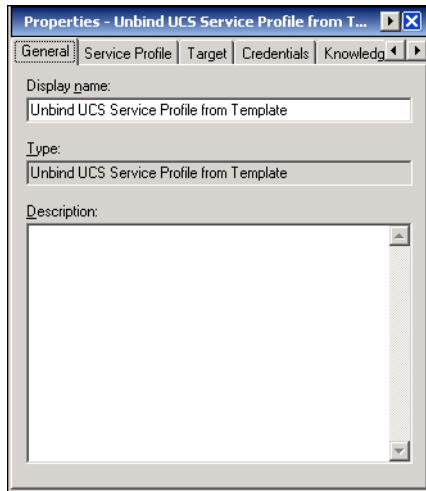 Properties - Unbind UCS Service Profile from T...
General Service Profile Target Credentials Knowledg
Display name:
Unbind UCS Service Profile from Template
Type:
Unbind UCS Service Profile from Template
Description: